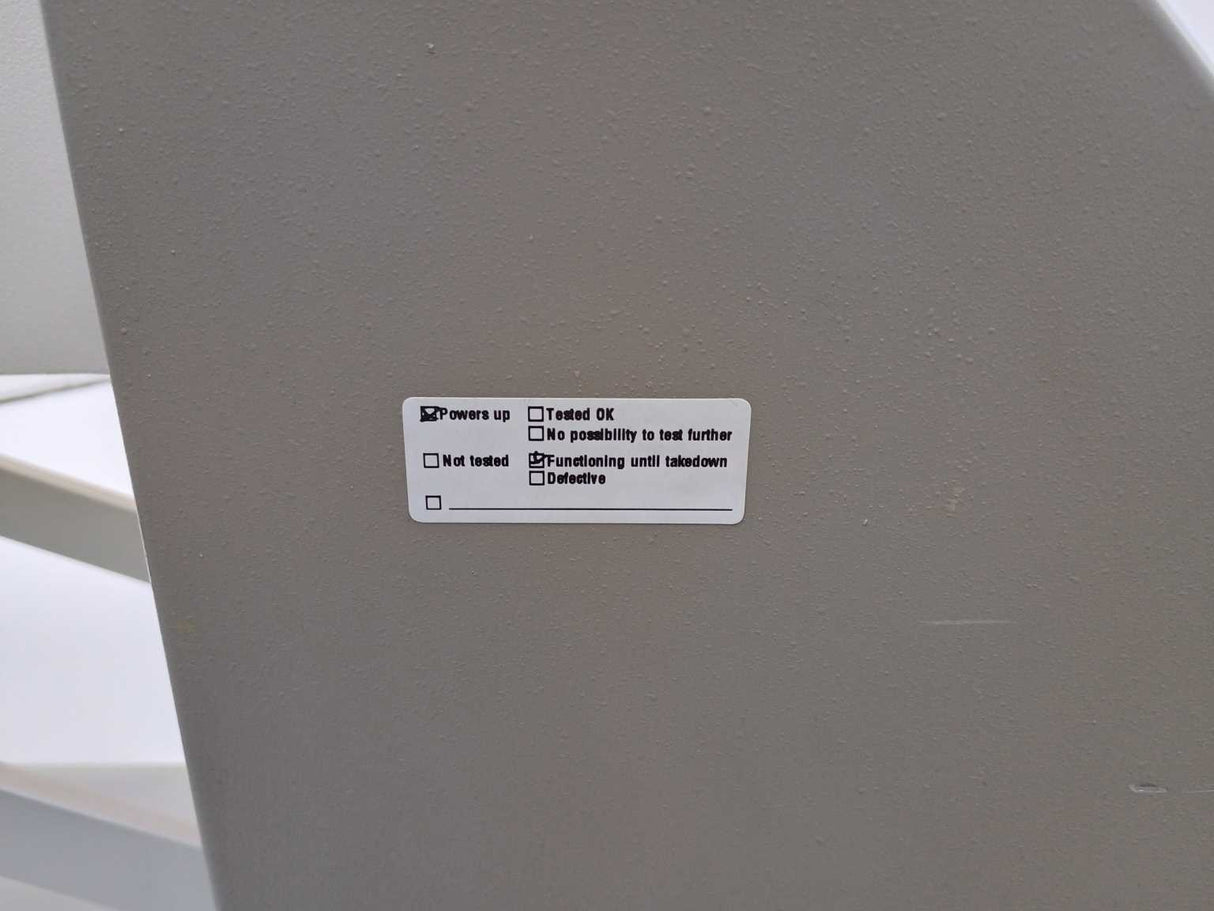 Powers up
Tested OK
No possibility to test further
Not tested
Functioning until takedown
Defective